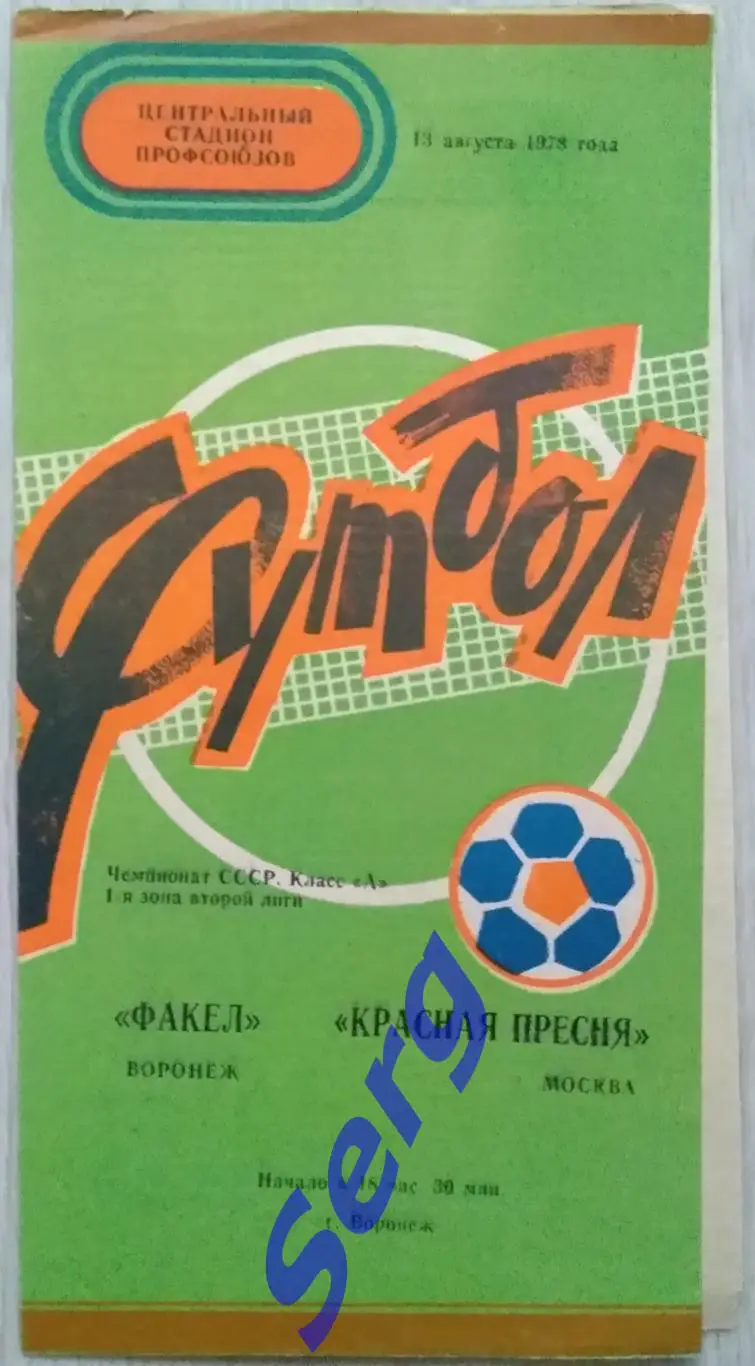 ЦЕНТРАЛЬНЫЙ
СТАДИОН
ПРОФСОЮЗОВ
13 августа 1978 года
Футбол
Чемпионат СССР. Класс «А»
1-я зона второй лиги
«ФАКЕЛ» «КРАСНАЯ ПРЕСНЯ»
ВОРОНЕЖ МОСКВА
Начало в 18 час 30 мин.
г. Воронеж
Serg